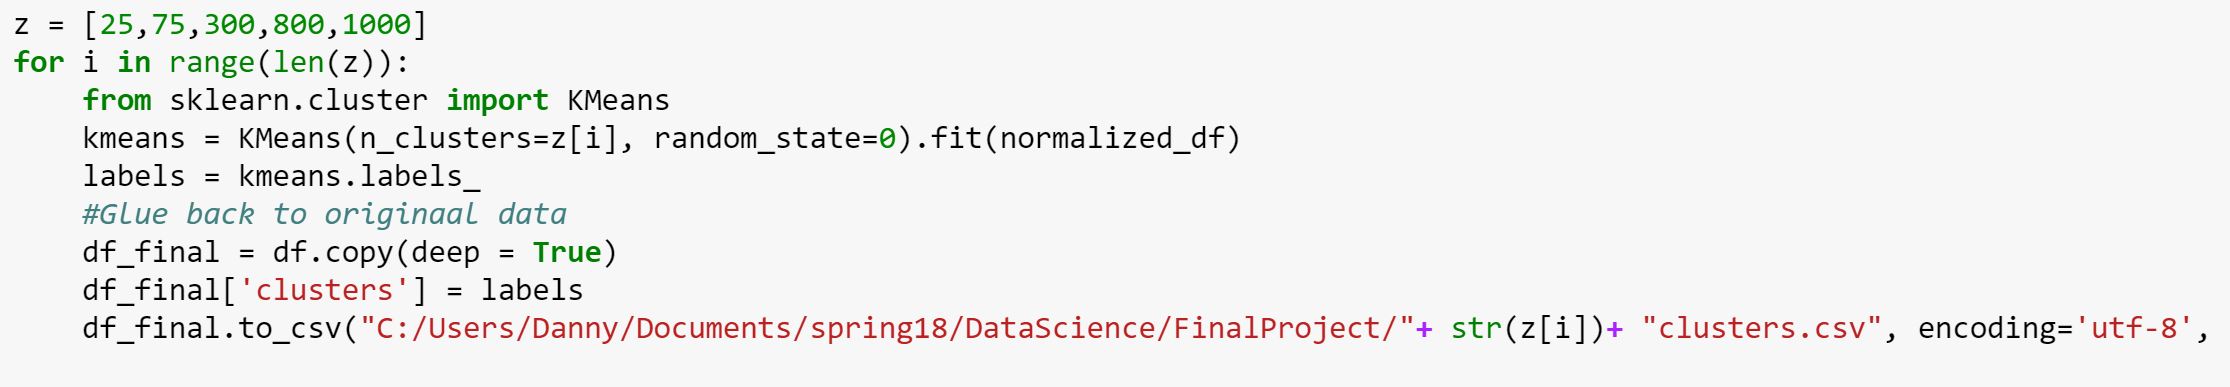 z = [25,75,300,800,1000]
for i in range(len(z)):
    from sklearn.cluster import KMeans
    kmeans = KMeans(n_clusters=z[i], random_state=0).fit(normalized_df)
    labels = kmeans.labels_
    #Glue back to originaal data
    df_final = df.copy(deep = True)
    df_final['clusters'] = labels
    df_final.to_csv("C:/Users/Danny/Documents/spring18/DataScience/FinalProject/"+ str(z[i])+ "clusters.csv", encoding='utf-8',